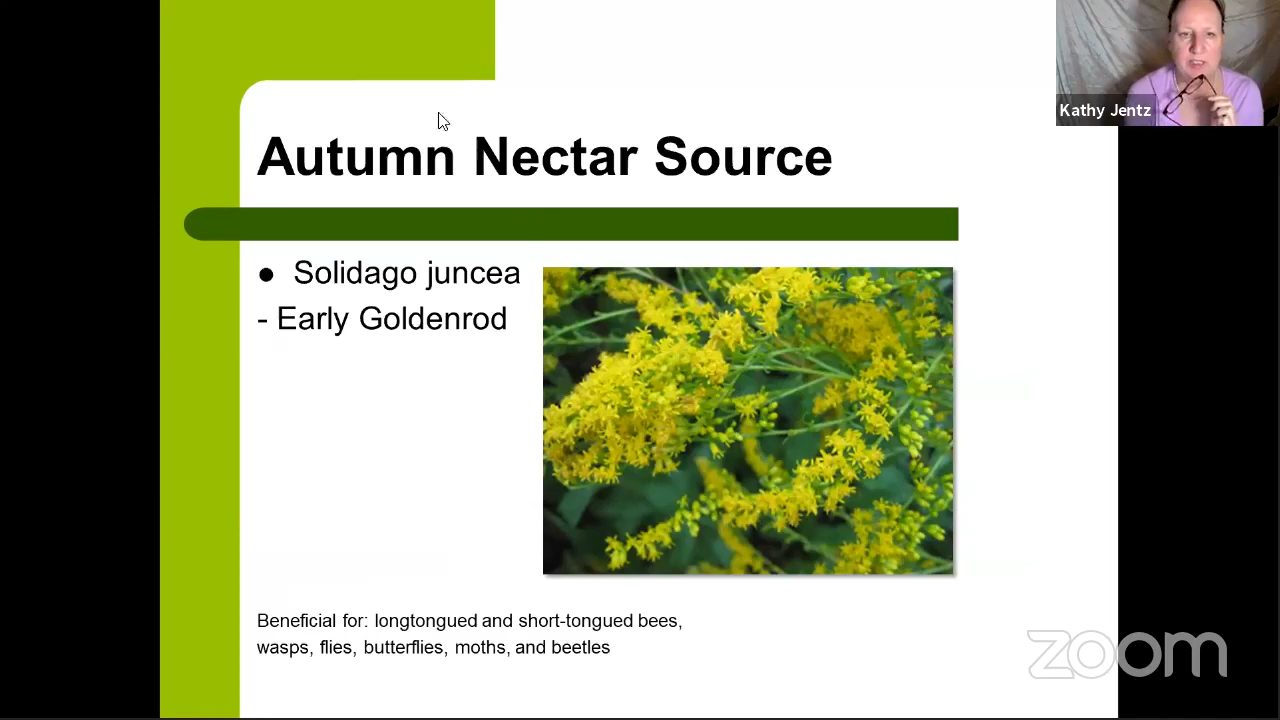 Kathy Jentz
Autumn Nectar Source
● Solidago juncea
- Early Goldenrod
Beneficial for: longtongued and short-tongued bees,
wasps, flies, butterflies, moths, and beetles
zoom